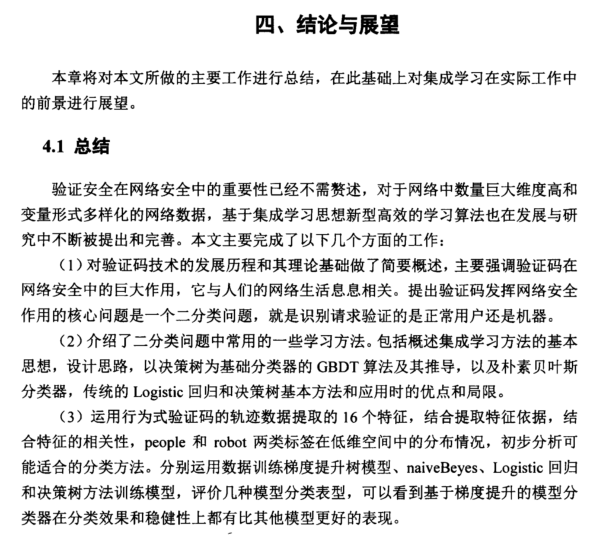 四、结论与展望
本章将对本文所做的主要工作进行总结，在此基础上对集成学习在实际工作中
的前景进行展望。
4.1 总结
验证安全在网络安全中的重要性已经不需赘述，对于网络中数量巨大维度高和
变量形式多样化的网络数据，基于集成学习思想新型高效的学习算法也在发展与研
究中不断被提出和完善。本文主要完成了以下几个方面的工作：
（1）对验证码技术的发展历程和其理论基础做了简要概述，主要强调验证码在
网络安全中的巨大作用，它与人们的网络生活息息相关。提出验证码发挥网络安全
作用的核心问题是一个二分类问题，就是识别请求验证的是正常用户还是机器。
（2）介绍了二分类问题中常用的一些学习方法。包括概述集成学习方法的基本
思想，设计思路，以决策树为基础分类器的 GBDT 算法及其推导，以及朴素贝叶斯
分类器，传统的 Logistic 回归和决策树基本方法和应用时的优点和局限。
（3）运用行为式验证码的轨迹数据提取的 16 个特征，结合提取特征依据，结
合特征的相关性，people 和 robot 两类标签在低维空间中的分布情况，初步分析可
能适合的分类方法。分别运用数据训练梯度提升树模型、naiveBeyes、Logistic 回归
和决策树方法训练模型，评价几种模型分类表型，可以看到基于梯度提升的模型分
类器在分类效果和稳健性上都有比其他模型更好的表现。